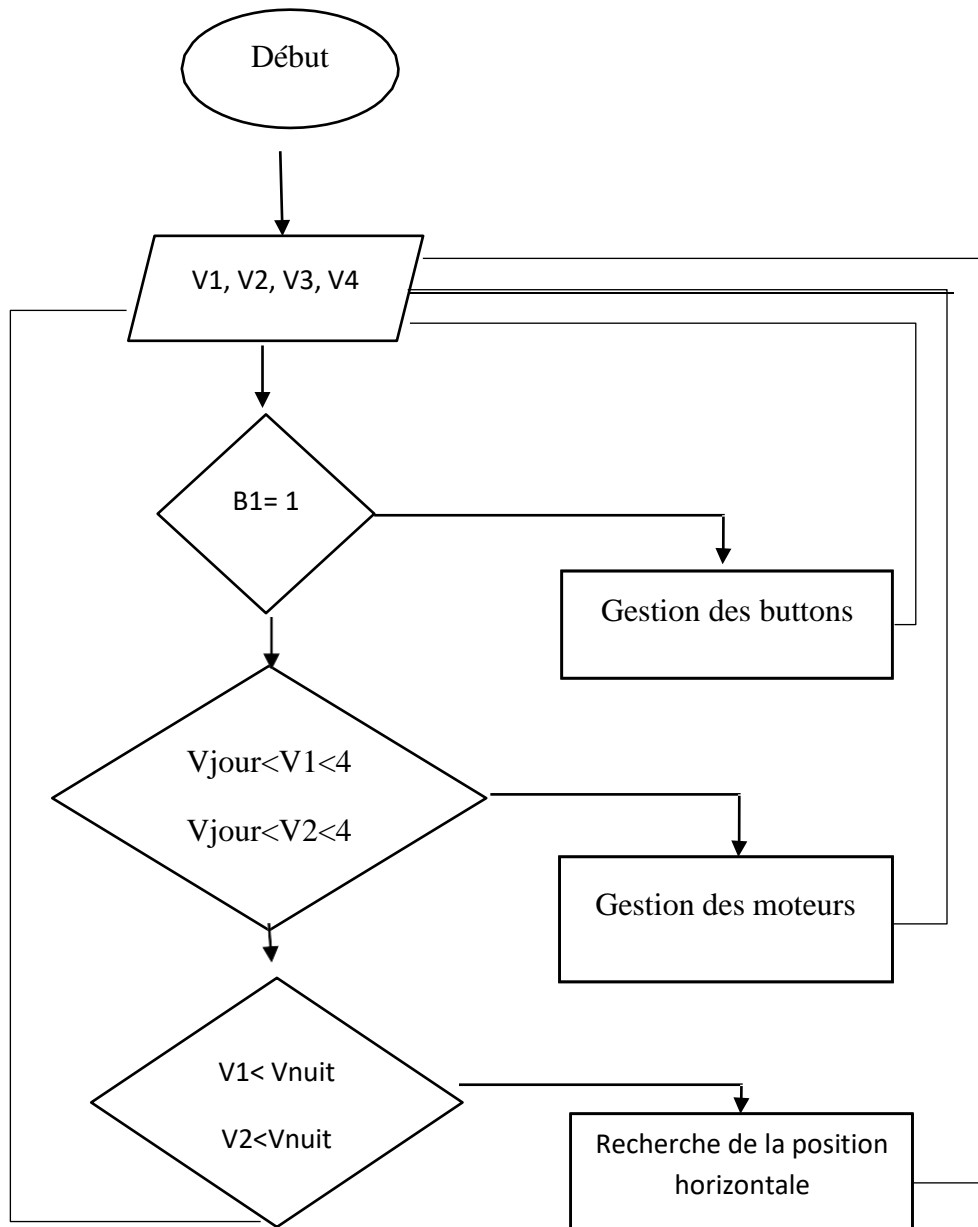 Début
V1, V2, V3, V4
B1= 1
Gestion des buttons
Vjour<V1<4
Vjour<V2<4
Gestion des moteurs
V1< Vnuit
V2<Vnuit
Recherche de la position
horizontale